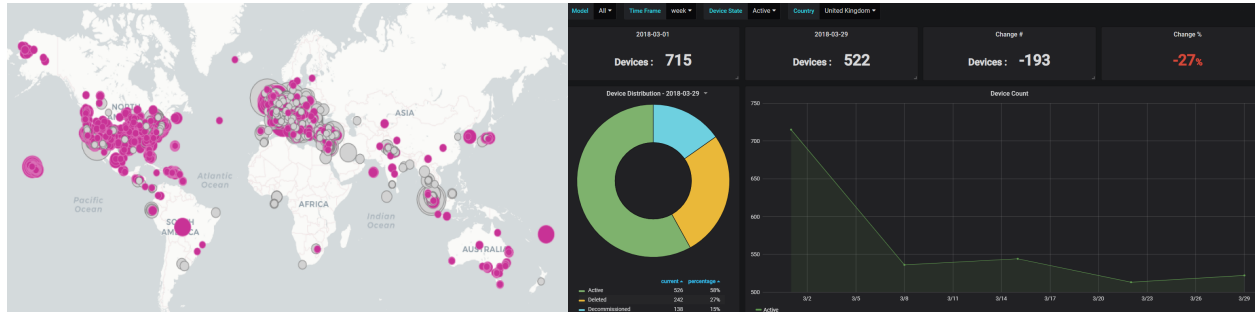 NORTH
AM
ASIA
Atlantic
Ocean
Pacific
Ocean
AFRICA
Indian
Ocean
SOUTH
AMERICA
AUSTRALIA
Model All Time Frame week Device State Active Country United Kingdom
2018-03-01
Devices : 715
2018-03-29
Devices : 522
Change #
Devices : -193
Change %
-27%
Device Distribution - 2018-03-29
current percentage
Active 526 58%
Deleted 242 27%
Decommissioned 138 15%
Device Count
750
700
650
600
550
500
3/2 3/5 3/8 3/11 3/14 3/17 3/20 3/23 3/26 3/29
Active